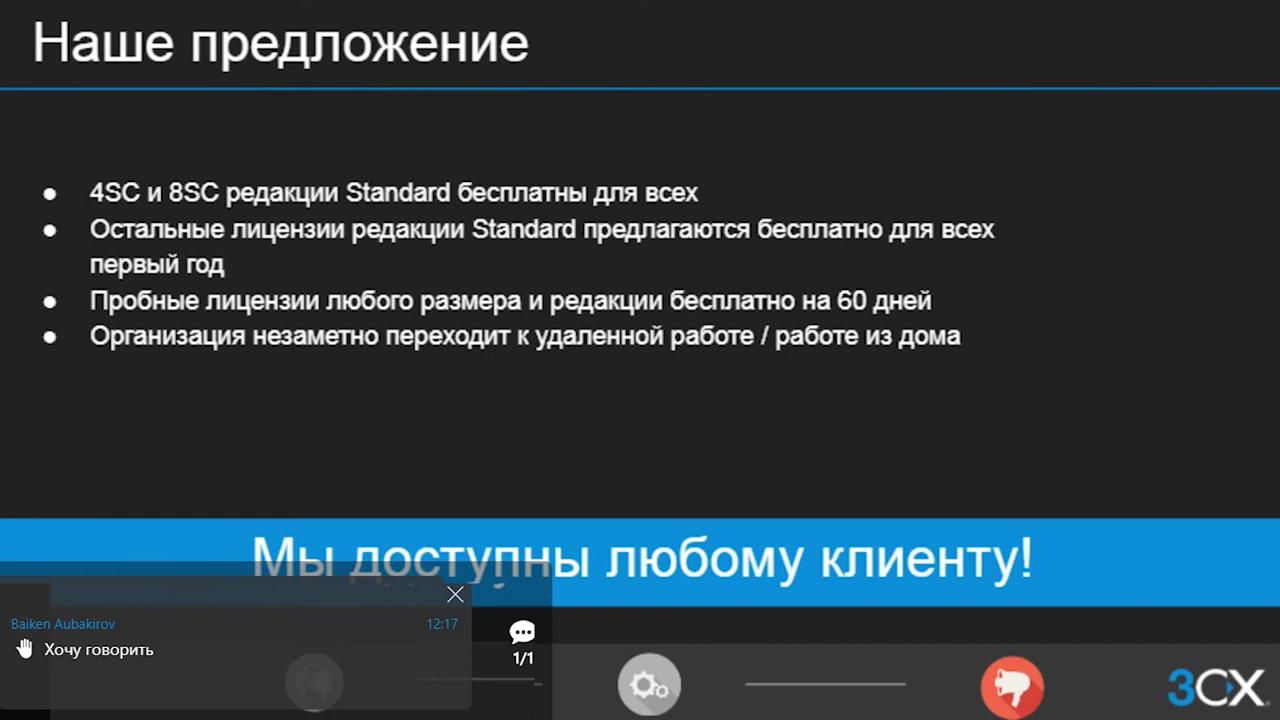 Наше предложение
● 4SC и 8SC редакции Standard бесплатны для всех
● Остальные лицензии редакции Standard предлагаются бесплатно для всех
первый год
● Пробные лицензии любого размера и редакции бесплатно на 60 дней
● Организация незаметно переходит к удаленной работе / работе из дома
Мы доступны любому клиенту!
Baiken Aubakirov 12:17
Хочу говорить
1/1
3CX